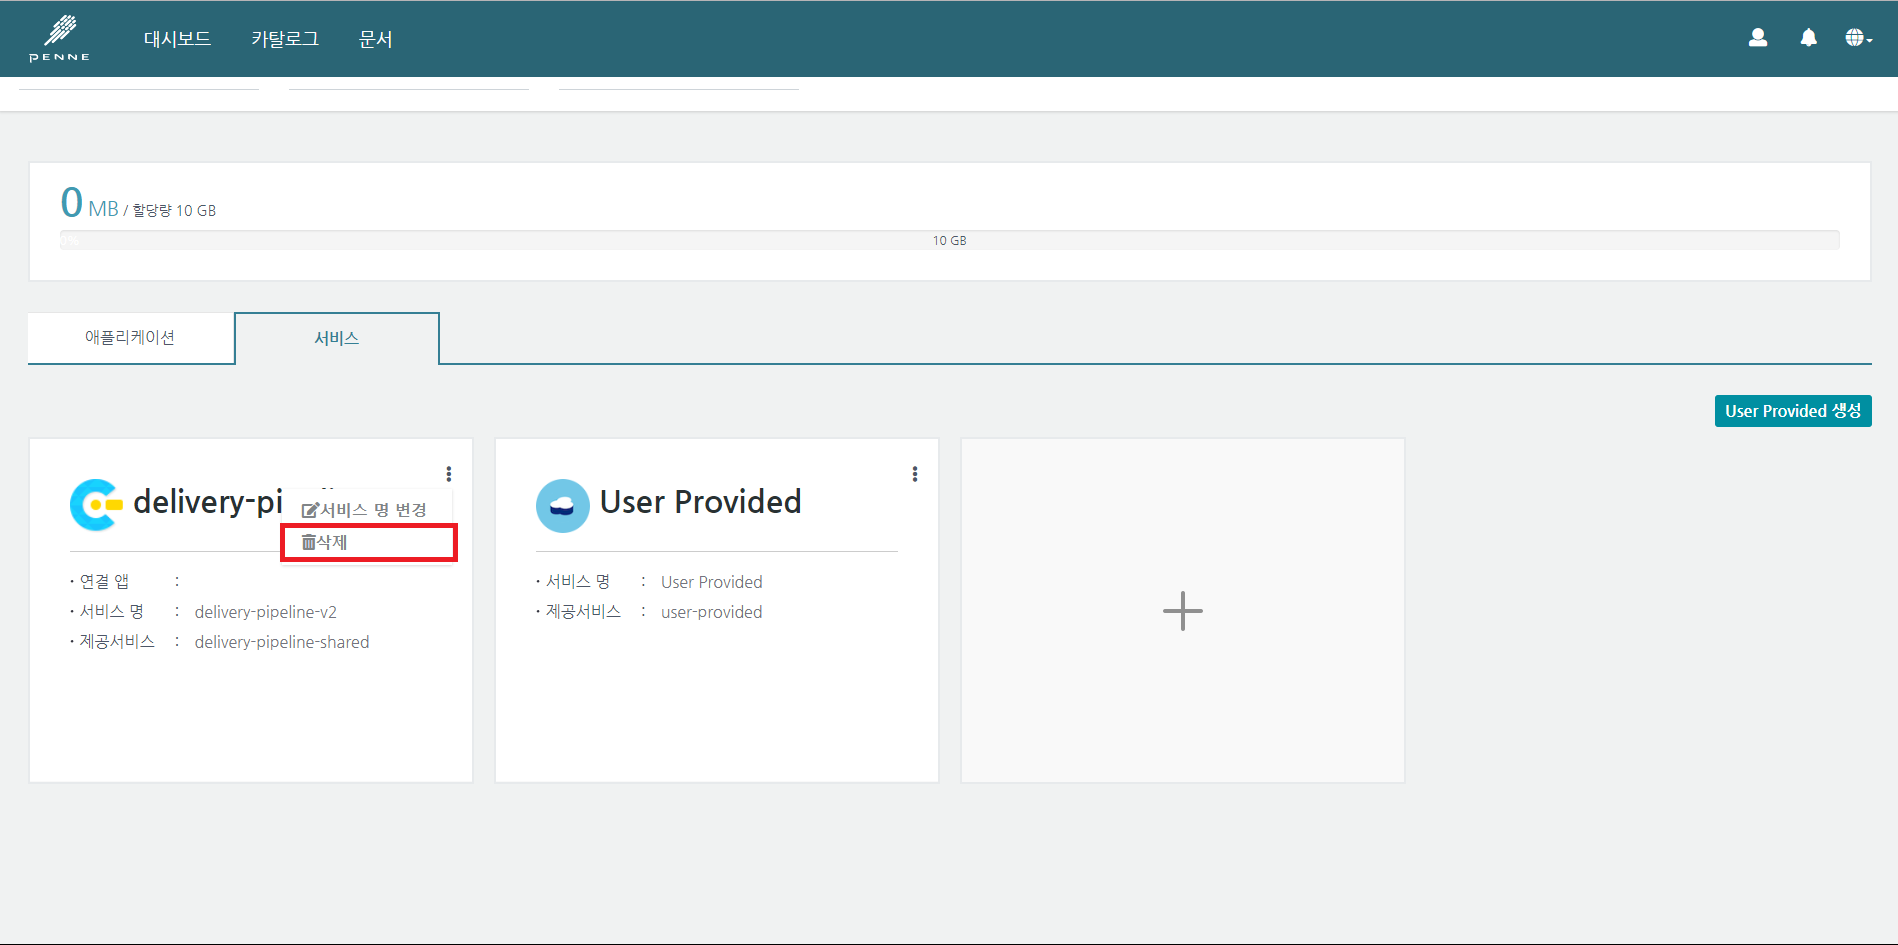 PENNE
대시보드 카탈로그 문서
0 MB / 할당량 10 GB
0% 10 GB
애플리케이션 서비스
User Provided 생성
delivery-pi
서비스 명 변경
삭제
· 연결 앱 :
· 서비스 명 : delivery-pipeline-v2
· 제공서비스 : delivery-pipeline-shared
User Provided
· 서비스 명 : User Provided
· 제공서비스 : user-provided